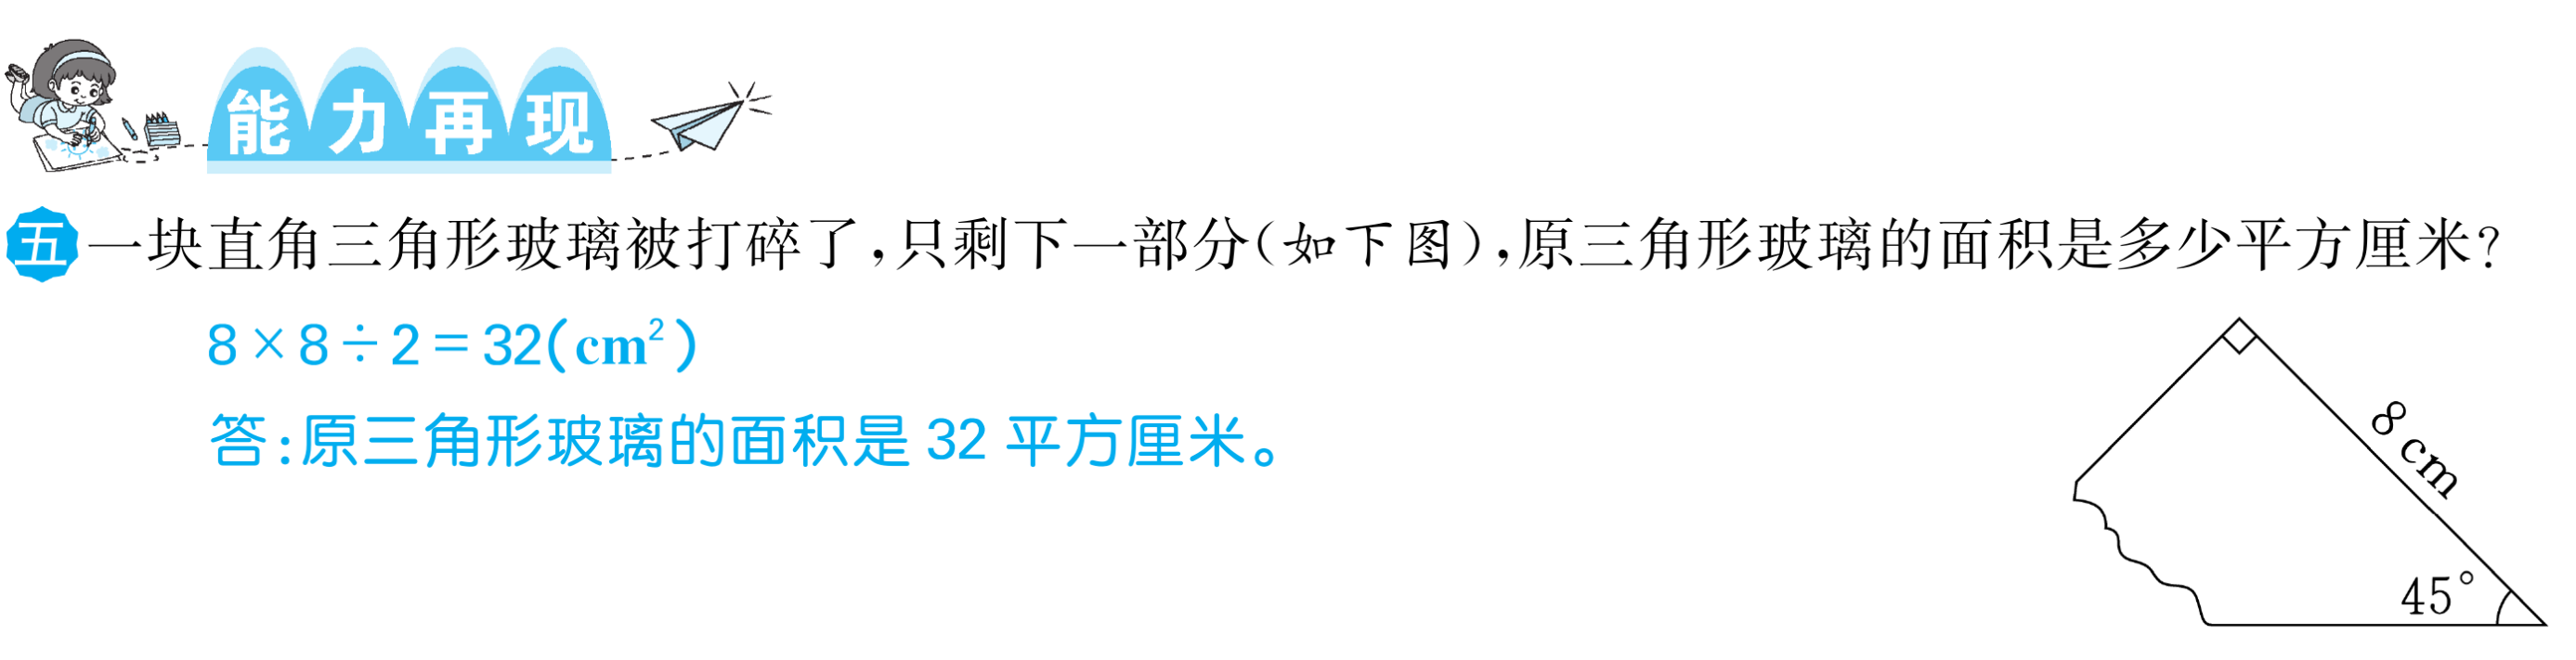 能力再现
五 一块直角三角形玻璃被打碎了,只剩下一部分(如下图),原三角形玻璃的面积是多少平方厘米?
8×8÷2=32(cm²)
答:原三角形玻璃的面积是 32 平方厘米。
8 cm
45°